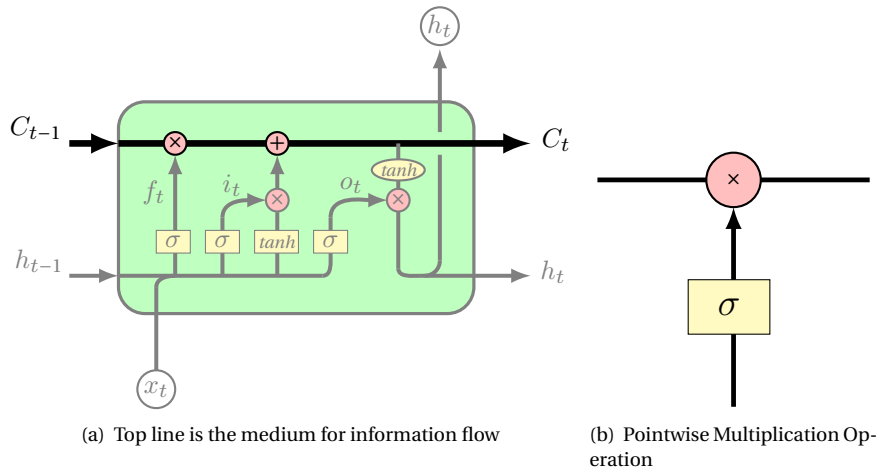 h_t
C_{t−1}
× +
C_t
tanh
f_t i_t o_t
× ×
×
σ σ tanh σ
σ
h_{t−1}
h_t
x_t
(a) Top line is the medium for information flow
(b) Pointwise Multiplication Op-
eration